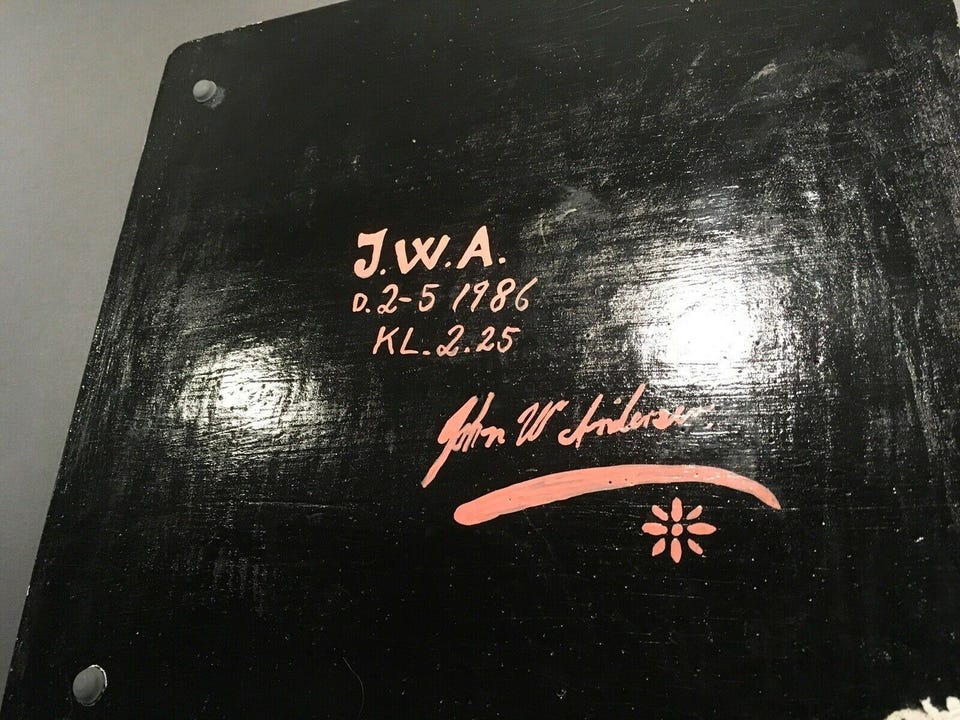 J.W.A.
D. 2-5 1986
KL. 2.25
John W Andersen